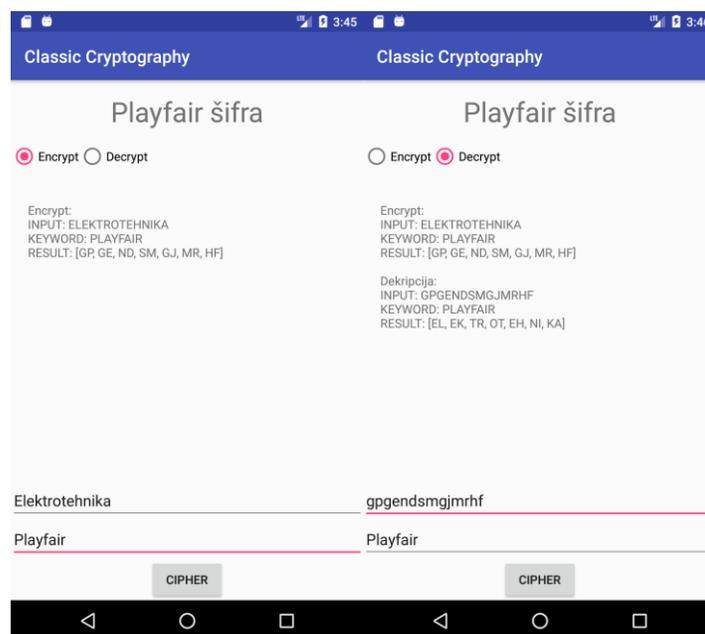 3:45
Classic Cryptography
Playfair šifra
Encrypt Decrypt
Encrypt:
INPUT: ELEKTROTEHNIKA
KEYWORD: PLAYFAIR
RESULT: [GP, GE, ND, SM, GJ, MR, HF]
Elektrotehnika
Playfair
CIPHER
Classic Cryptography
Playfair šifra
Encrypt Decrypt
Encrypt:
INPUT: ELEKTROTEHNIKA
KEYWORD: PLAYFAIR
RESULT: [GP, GE, ND, SM, GJ, MR, HF]
Dekripcija:
INPUT: GPGENDSMGJMRHF
KEYWORD: PLAYFAIR
RESULT: [EL, EK, TR, OT, EH, NI, KA]
gpgendsmgjmrhf
Playfair
CIPHER